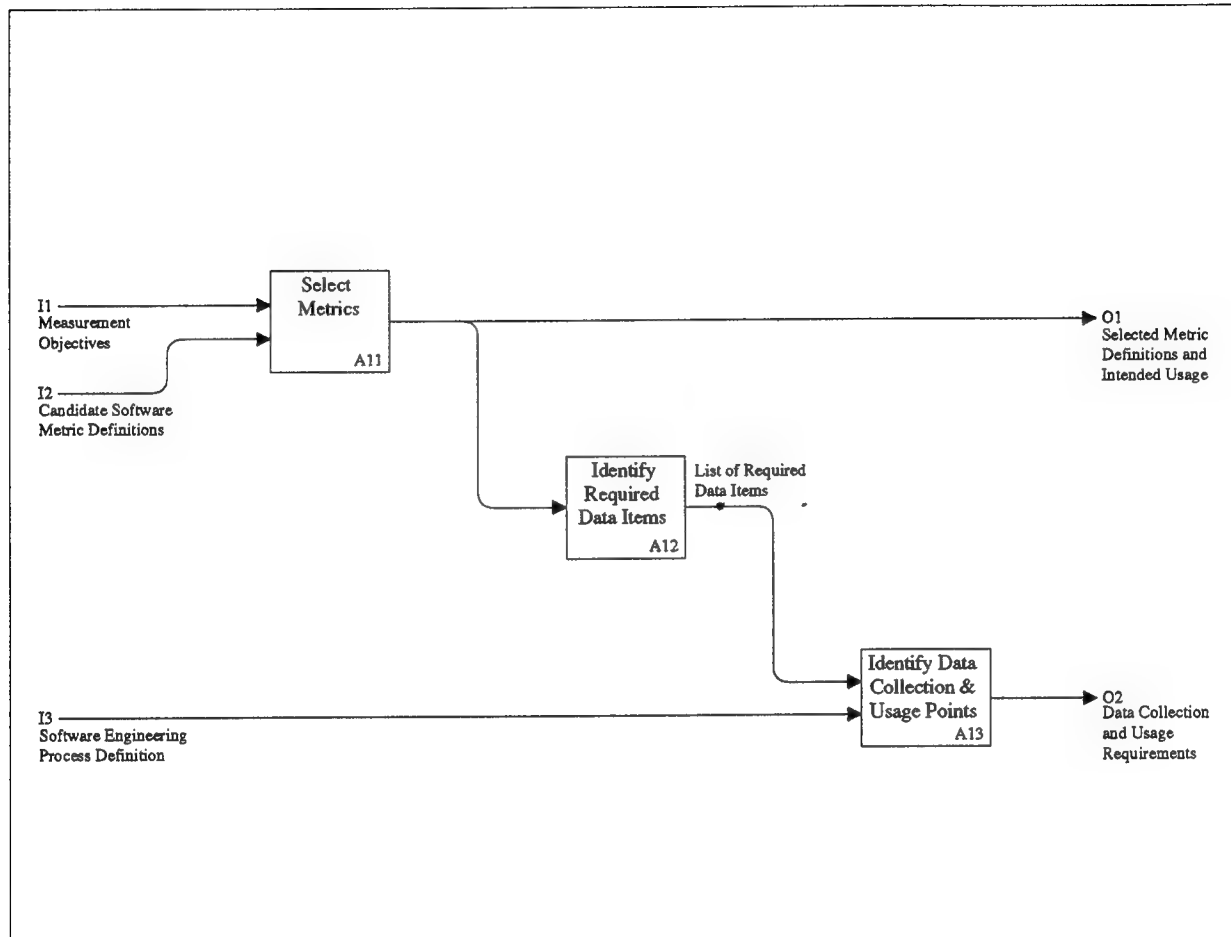 Select
Metrics
A11
I1
Measurement
Objectives
I2
Candidate Software
Metric Definitions
O1
Selected Metric
Definitions and
Intended Usage
Identify
Required
Data Items
A12
List of Required
Data Items
Identify Data
Collection &
Usage Points
A13
I3
Software Engineering
Process Definition
O2
Data Collection
and Usage
Requirements